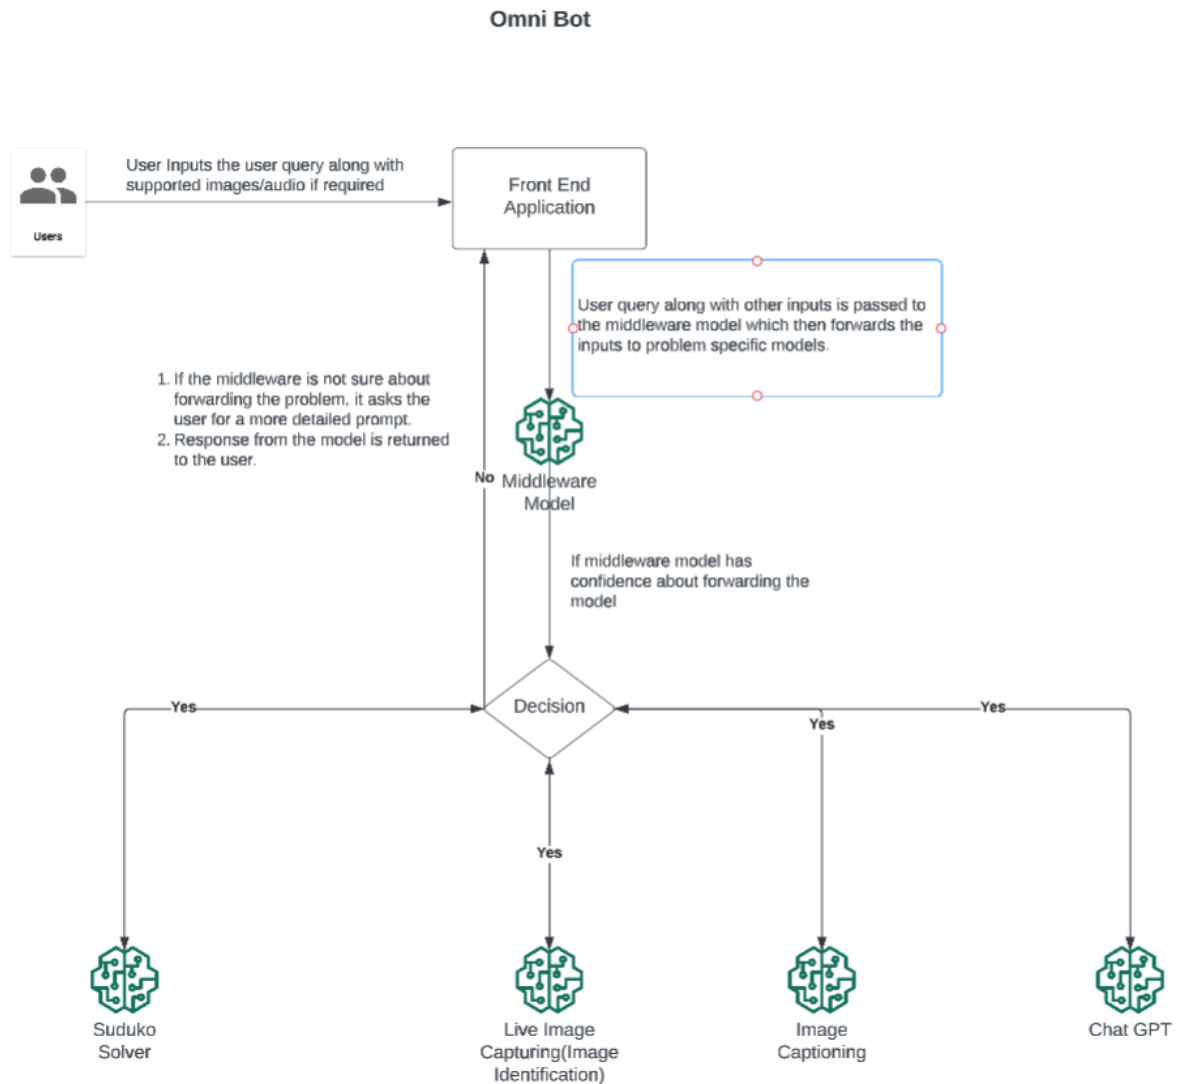 Omni Bot
User Inputs the user query along with
supported images/audio if required
Users
Front End
Application
User query along with other inputs is passed to
the middleware model which then forwards the
inputs to problem specific models.
1. If the middleware is not sure about
forwarding the problem, it asks the
user for a more detailed prompt.
2. Response from the model is returned
to the user.
No
Middleware
Model
If middleware model has
confidence about forwarding the
model
Decision
Yes
Yes
Yes
Yes
Suduko
Solver
Live Image
Capturing(Image
Identification)
Image
Captioning
Chat GPT